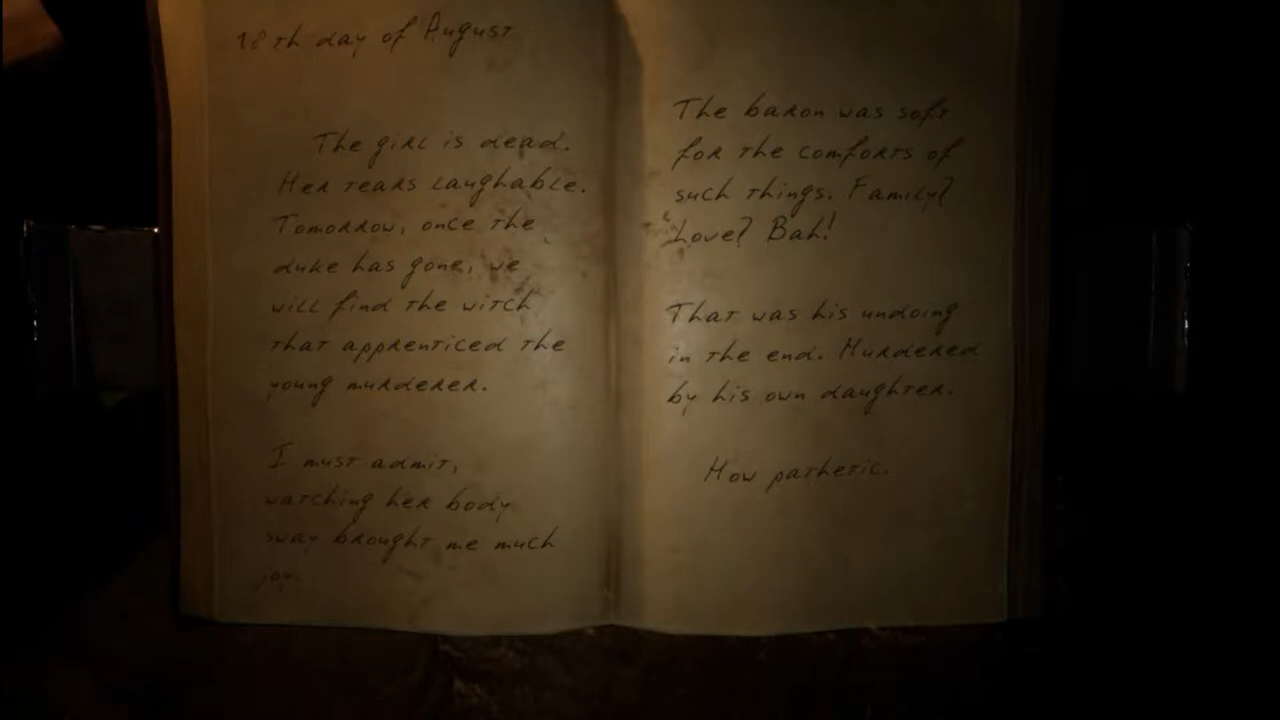 18th day of August
The girl is dead.
Her tears laughable.
Tomorrow, once the
duke has gone, we
will find the witch
that apprenticed the
young murderer.
I must admit,
watching her body
sway brought me much
joy.
The baron was soft
for the comforts of
such things. Family?
Love? Bah!
That was his undoing
in the end. Murdered
by his own daughter.
How pathetic.